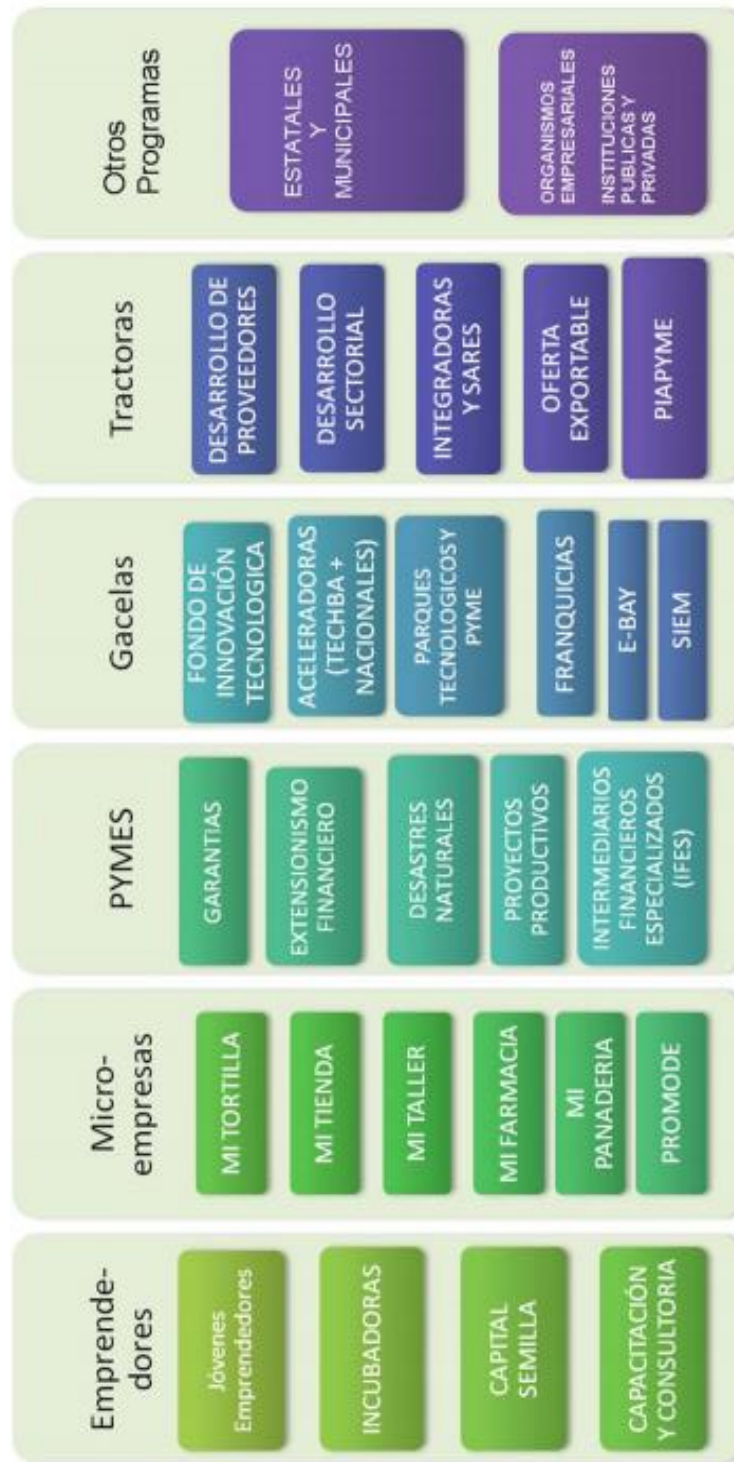 Emprende-
dores
Jóvenes
Emprendedores
INCUBADORAS
CAPITAL
SEMILLA
CAPACITACIÓN
Y CONSULTORIA
Micro-
empresas
MI TORTILLA
MI TIENDA
MI TALLER
MI FARMACIA
MI
PANADERIA
PROMODE
PYMES
GARANTIAS
EXTENSIONISMO
FINANCIERO
DESASTRES
NATURALES
PROYECTOS
PRODUCTIVOS
INTERMEDIARIOS
FINANCIEROS
ESPECIALIZADOS
(IFES)
Gacelas
FONDO DE
INNOVACIÓN
TECNOLOGICA
ACELERADORAS
(TECHBA +
NACIONALES)
PARQUES
TECNOLOGICOS Y
PYME
FRANQUICIAS
E-BAY
SIEM
Tractoras
DESARROLLO DE
PROVEEDORES
DESARROLLO
SECTORIAL
INTEGRADORAS
Y SARES
OFERTA
EXPORTABLE
PIAPYME
Otros
Programas
ESTATALES
Y
MUNICIPALES
ORGANISMOS
EMPRESARIALES
INSTITUCIONES
PUBLICAS Y
PRIVADAS